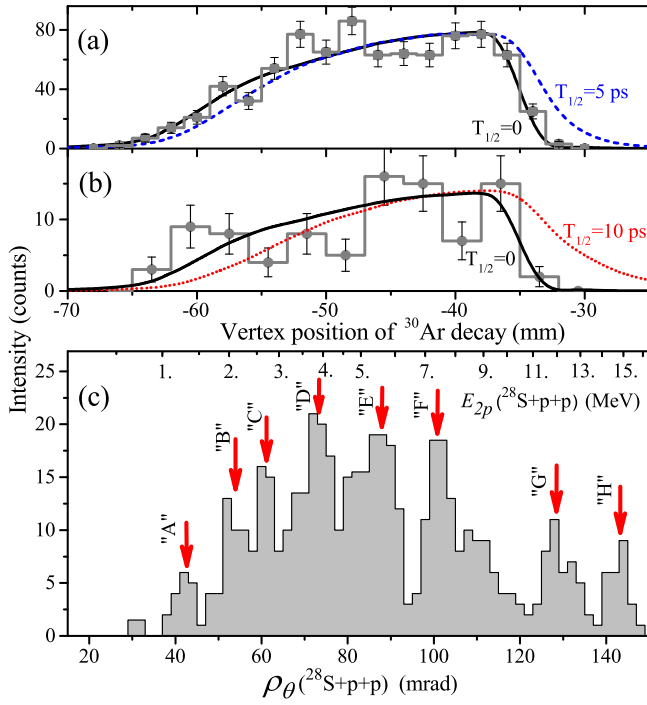 (a)
80
40
0
T1/2=5 ps
T1/2=0
(b)
10
0
T1/2=10 ps
T1/2=0
-70 -60 -50 -40 -30
Vertex position of 30Ar decay (mm)
Intensity (counts)
(c)
1. 2. 3. 4. 5. 7. 9. 11. 13. 15.
E2p(28S+p+p) (MeV)
25
20
15
10
5
0
"A"
"B"
"C"
"D"
"E"
"F"
"G"
"H"
20 40 60 80 100 120 140
ρθ(28S+p+p) (mrad)